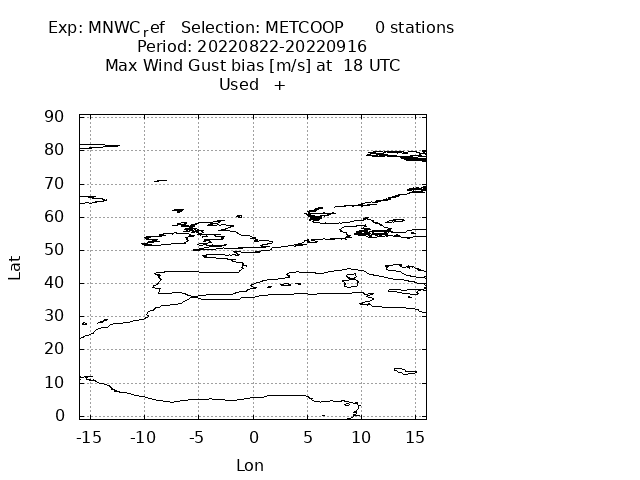 Exp: MNWCref   Selection: METCOOP      0 stations
Period: 20220822-20220916
Max Wind Gust bias [m/s] at  18 UTC
Used   +
90
80
70
60
50
40
30
20
10
0
Lat
-15 -10 -5 0 5 10 15
Lon